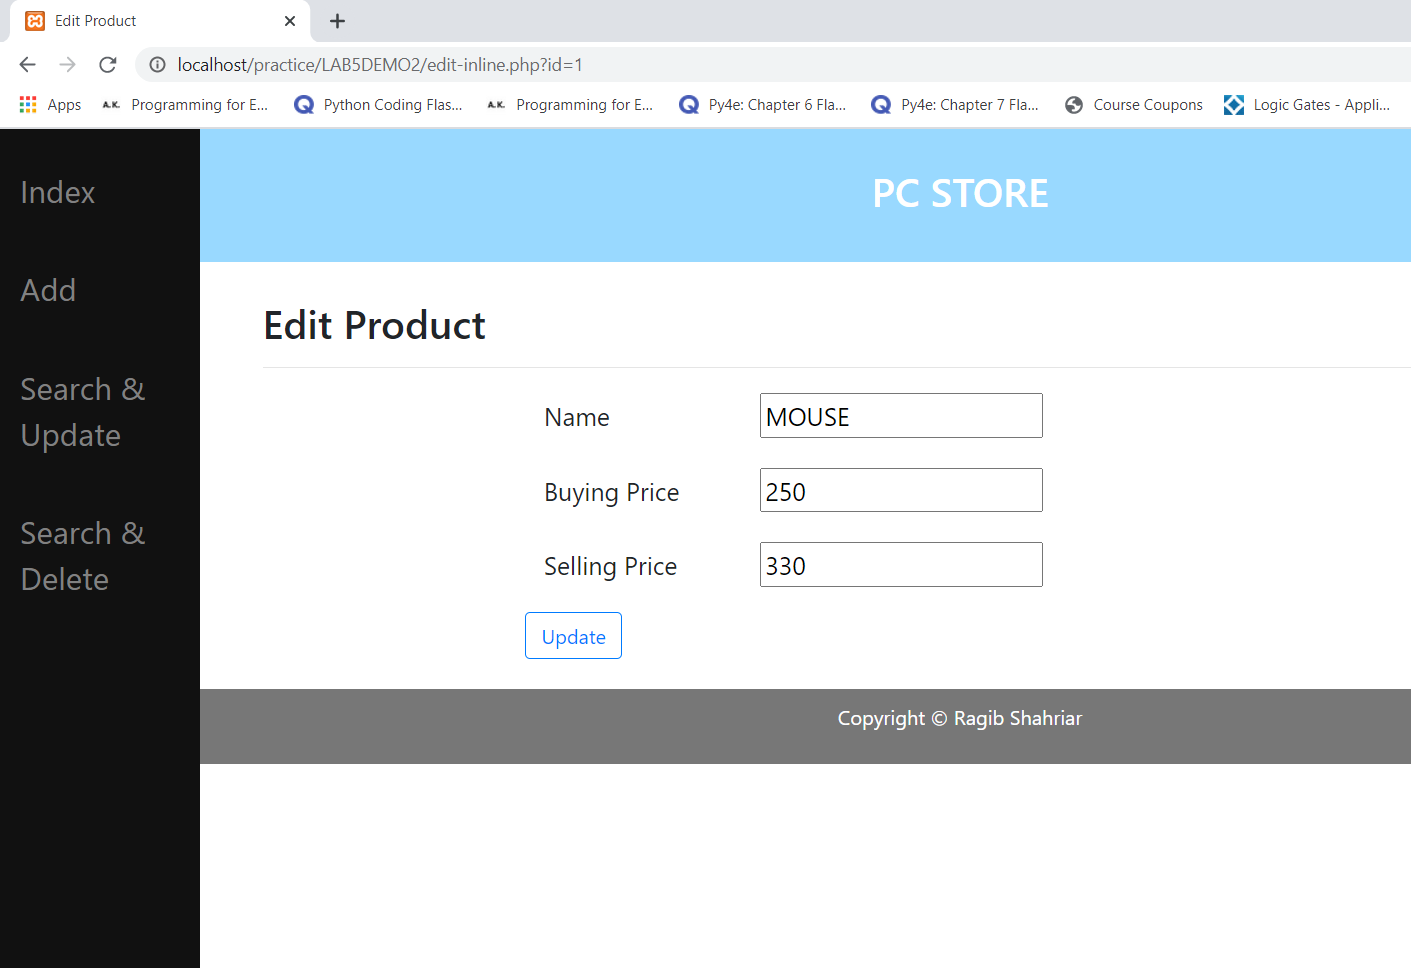 Edit Product
localhost/practice/LAB5DEMO2/edit-inline.php?id=1
Apps A.K. Programming for E... Python Coding Flas... A.K. Programming for E... Py4e: Chapter 6 Fla... Py4e: Chapter 7 Fla... Course Coupons Logic Gates - Appli...
Index
Add
Search &
Update
Search &
Delete
PC STORE
Edit Product
Name MOUSE
Buying Price 250
Selling Price 330
Update
Copyright © Ragib Shahriar